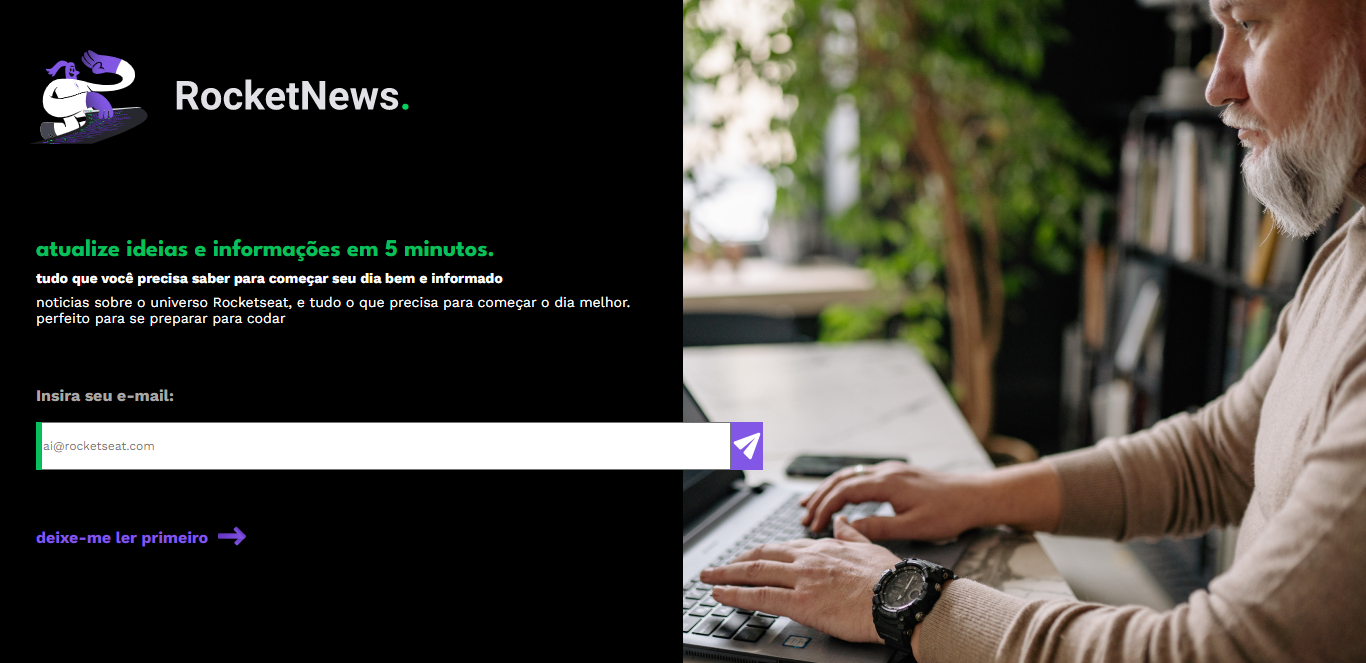 RocketNews.
atualize ideias e informações em 5 minutos.
tudo que você precisa saber para começar seu dia bem e informado
noticias sobre o universo Rocketseat, e tudo o que precisa para começar o dia melhor.
perfeito para se preparar para codar
Insira seu e-mail:
ai@rocketseat.com
deixe-me ler primeiro